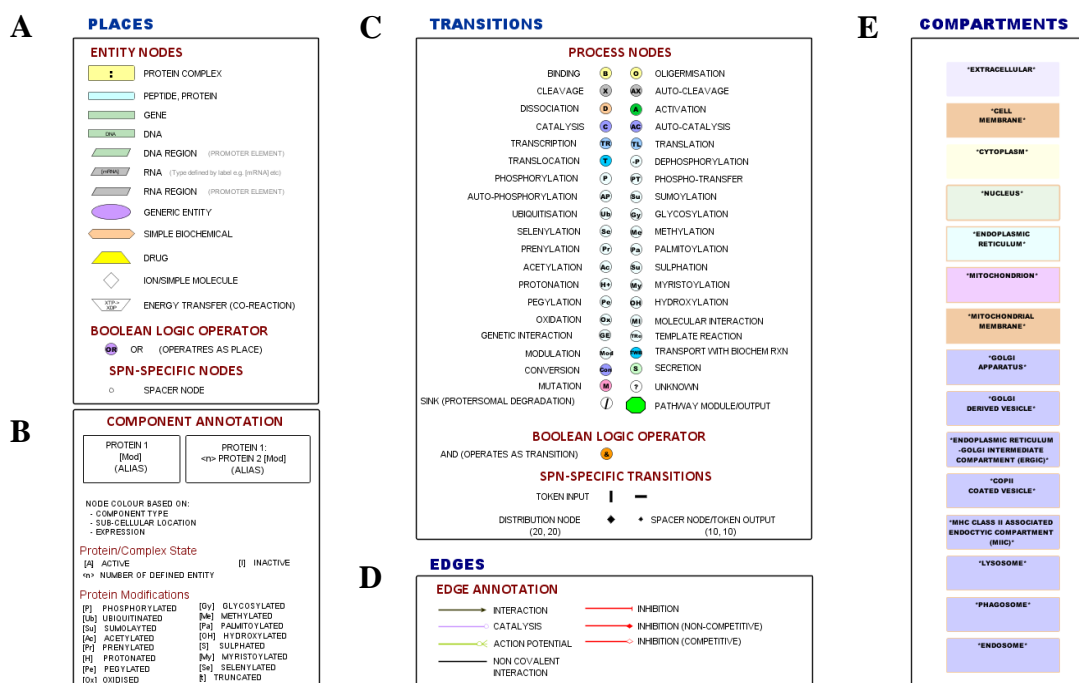 A
PLACES
ENTITY NODES
: PROTEIN COMPLEX
PEPTIDE, PROTEIN
GENE
DNA DNA
DNA REGION (PROMOTER ELEMENT)
[mRNA] RNA (Type defined by label e.g. [mRNA] etc)
RNA REGION (PROMOTER ELEMENT)
GENERIC ENTITY
SIMPLE BIOCHEMICAL
DRUG
ION/SIMPLE MOLECULE
XTP-> XDP ENERGY TRANSFER (CO-REACTION)
BOOLEAN LOGIC OPERATOR
OR OR (OPERATRES AS PLACE)
SPN-SPECIFIC NODES
SPACER NODE
B
COMPONENT ANNOTATION
PROTEIN 1
[Mod]
(ALIAS)
PROTEIN 1:
<n> PROTEIN 2 [Mod]
(ALIAS)
NODE COLOUR BASED ON:
- COMPONENT TYPE
- SUB-CELLULAR LOCATION
- EXPRESSION
Protein/Complex State
[A] ACTIVE [I] INACTIVE
<n> NUMBER OF DEFINED ENTITY
Protein Modifications
[P] PHOSPHORYLATED
[Ub] UBIQUITINATED
[Su] SUMOLAYTED
[Ac] ACETYLATED
[Pr] PRENYLATED
[H] PROTONATED
[Pe] PEGYLATED
[Ox] OXIDISED
[Gy] GLYCOSYLATED
[Me] METHYLATED
[Pa] PALMITOYLATED
[OH] HYDROXYLATED
[S] SULPHATED
[My] MYRISTOYLATED
[Se] SELENYLATED
[t] TRUNCATED
C
TRANSITIONS
PROCESS NODES
BINDING B O OLIGERMISATION
CLEAVAGE X AX AUTO-CLEAVAGE
DISSOCIATION D A ACTIVATION
CATALYSIS C AC AUTO-CATALYSIS
TRANSCRIPTION TR TL TRANSLATION
TRANSLOCATION T -P DEPHOSPHORYLATION
PHOSPHORYLATION P PT PHOSPHO-TRANSFER
AUTO-PHOSPHORYLATION AP Su SUMOYLATION
UBIQUITISATION Ub Gy GLYCOSYLATION
SELENYLATION Se Me METHYLATION
PRENYLATION Pr Pa PALMITOYLATION
ACETYLATION Ac Su SULPHATION
PROTONATION H+ My MYRISTOYLATION
PEGYLATION Pe OH HYDROXYLATION
OXIDATION Ox MI MOLECULAR INTERACTION
GENETIC INTERACTION GE TRe TEMPLATE REACTION
MODULATION Mod TWB TRANSPORT WITH BIOCHEM RXN
CONVERSION Con S SECRETION
MUTATION M ? UNKNOWN
SINK (PROTERSOMAL DEGRADATION) PATHWAY MODULE/OUTPUT
BOOLEAN LOGIC OPERATOR
AND (OPERATES AS TRANSITION) &
SPN-SPECIFIC TRANSITIONS
TOKEN INPUT
DISTRIBUTION NODE SPACER NODE/TOKEN OUTPUT
(20, 20) (10, 10)
D
EDGES
EDGE ANNOTATION
INTERACTION
CATALYSIS
ACTION POTENTIAL
NON COVALENT
INTERACTION
INHIBITION
INHIBITION (NON-COMPETITIVE)
INHIBITION (COMPETITIVE)
E
COMPARTMENTS
*EXTRACELLULAR*
*CELL
MEMBRANE*
*CYTOPLASM*
*NUCLEUS*
*ENDOPLASMIC
RETICULUM*
*MITOCHONDRION*
*MITOCHONDRIAL
MEMBRANE*
*GOLGI
APPARATUS*
*GOLGI
DERIVED VESICLE*
*ENDOPLASMIC RETICULUM
-GOLGI INTERMEDIATE
COMPARTMENT (ERGIC)*
*COPII
COATED VESICLE*
*MHC CLASS II ASSOCIATED
ENDOCTYIC COMPARTMENT
(MIIC)*
*LYSOSOME*
*PHAGOSOME*
*ENDOSOME*